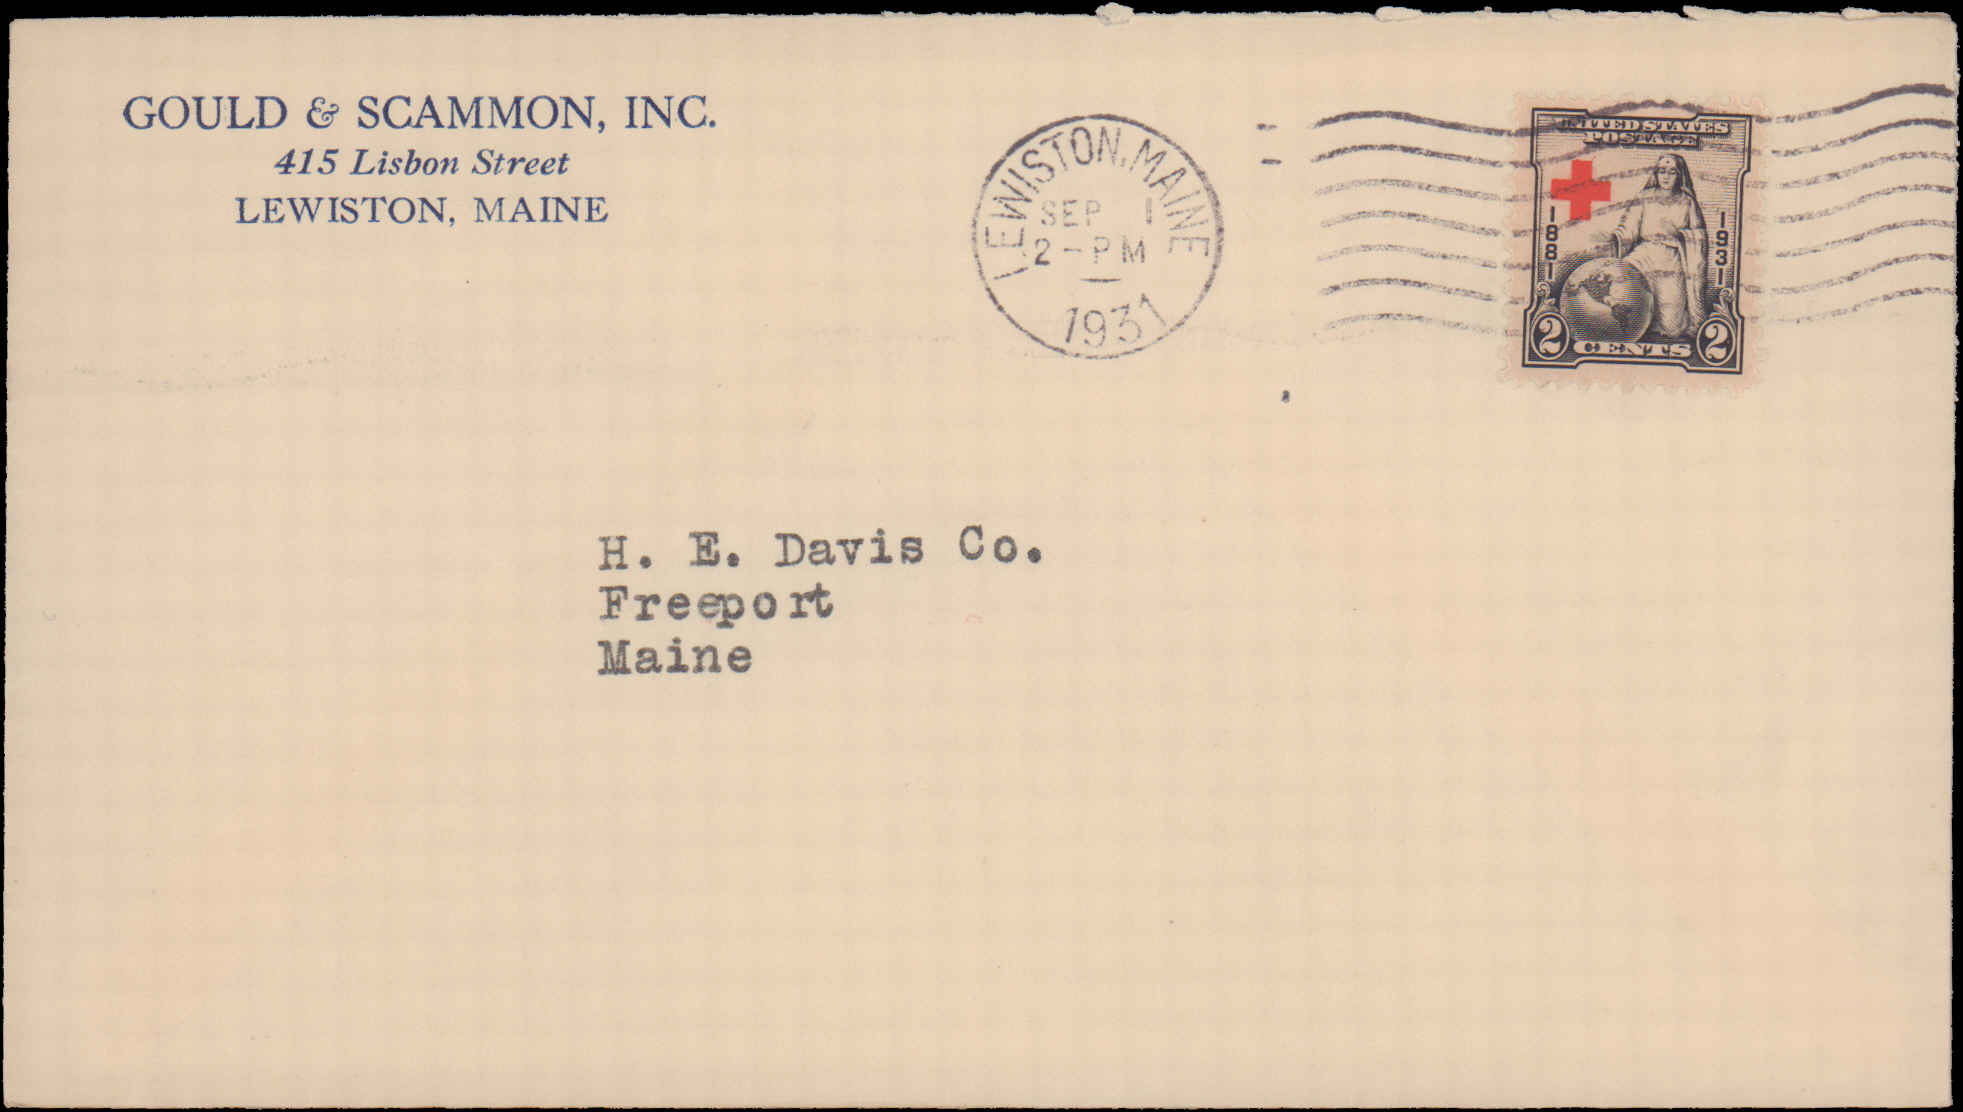 GOULD & SCAMMON, INC.
415 Lisbon Street
LEWISTON, MAINE
LEWISTON, MAINE
SEP 1
2-PM
1931
UNITED STATES
POSTAGE
1881
1931
2 CENTS 2
H. E. Davis Co.
Freeport
Maine